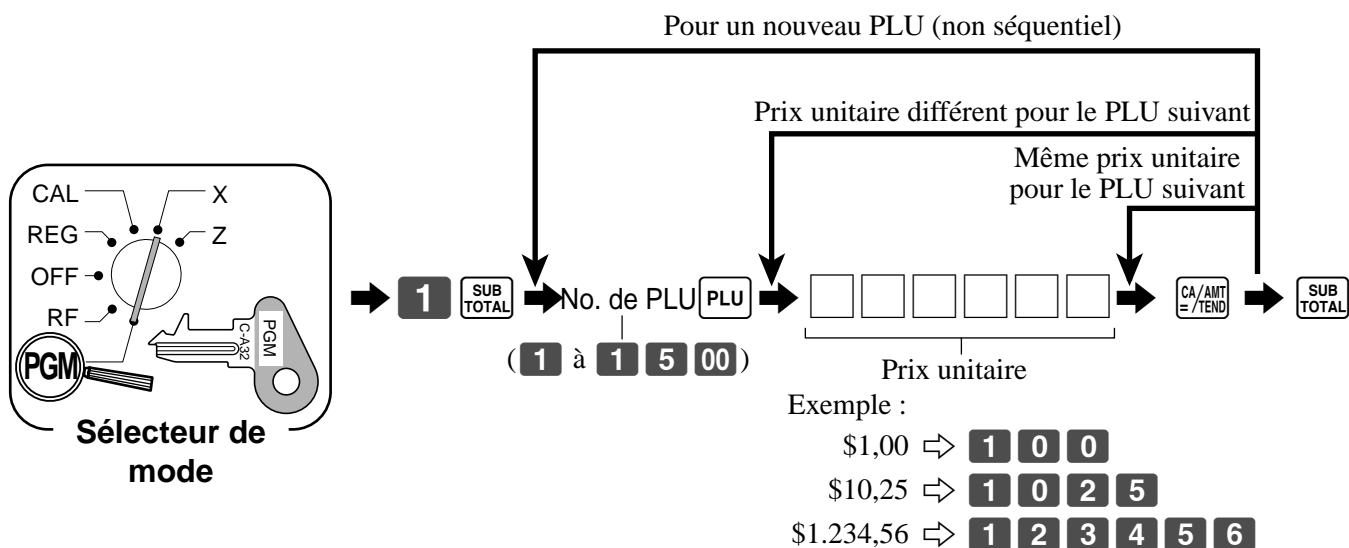 Pour un nouveau PLU (non séquentiel)
Prix unitaire différent pour le PLU suivant
Même prix unitaire
pour le PLU suivant
CAL X
REG Z
OFF
RF
PGM
C-A32
PGM
Sélecteur de
mode
1 SUB TOTAL No. de PLU PLU CA/AMT = /TEND SUB TOTAL
(1 à 1 5 00)
Prix unitaire
Exemple :
$1,00 ⇨ 1 0 0
$10,25 ⇨ 1 0 2 5
$1.234,56 ⇨ 1 2 3 4 5 6